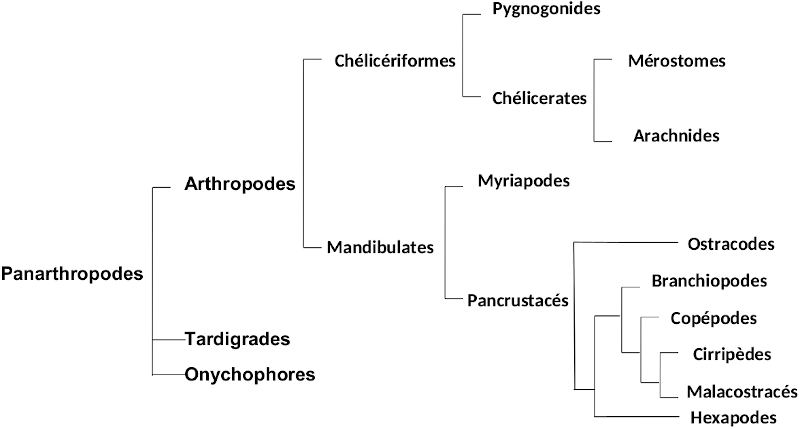 Pygnogonides
Chélicériformes
Mérostomes
Chélicerates
Arachnides
Arthropodes
Myriapodes
Mandibulates
Ostracodes
Panarthropodes
Branchiopodes
Pancrustacés
Copépodes
Tardigrades
Cirripèdes
Onychophores
Malacostracés
Hexapodes